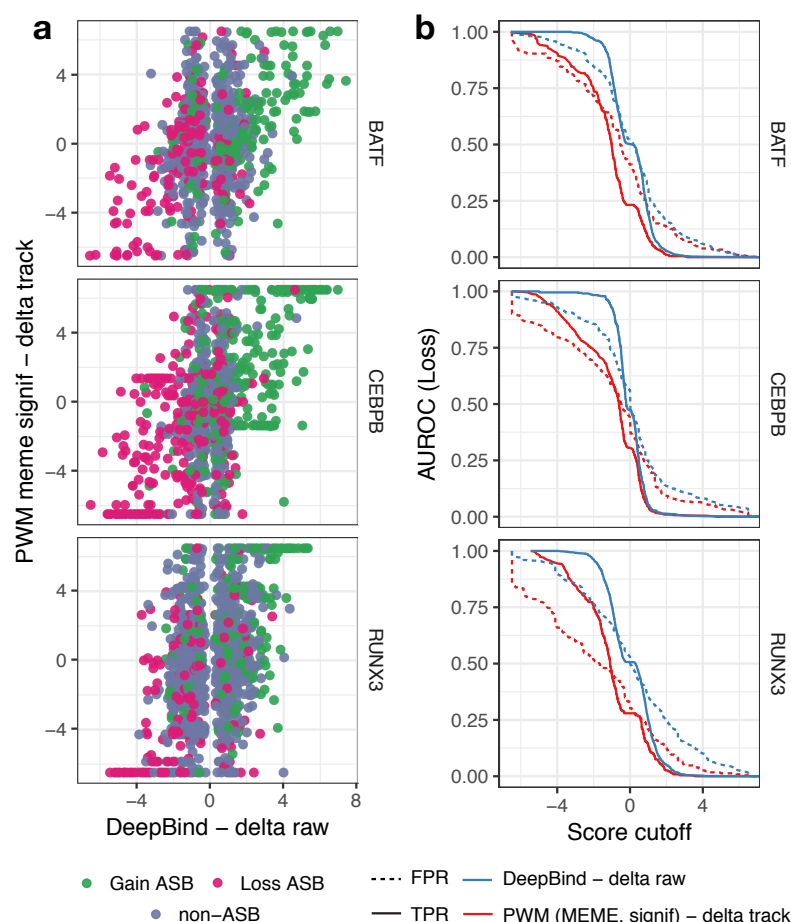 a
PWM meme signif – delta track
4
0
−4
BATF
4
0
−4
CEBPB
4
0
−4
RUNX3
−4
0
4
8
DeepBind – delta raw
b
AUROC (Loss)
1.00
0.75
0.50
0.25
0.00
BATF
1.00
0.75
0.50
0.25
0.00
CEBPB
1.00
0.75
0.50
0.25
0.00
RUNX3
−4
0
4
Score cutoff
Gain ASB
Loss ASB
non−ASB
FPR
TPR
DeepBind – delta raw
PWM (MEME, signif) – delta track